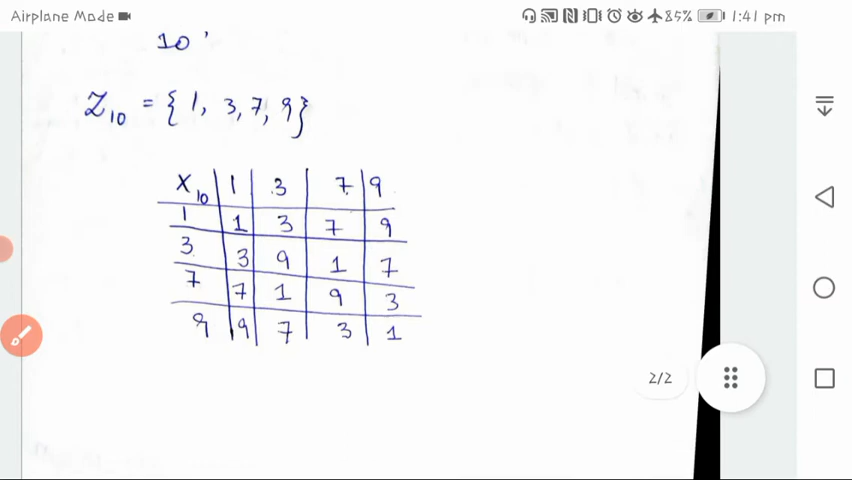 Airplane Mode 85% 1:41 pm
10'
Z10 = {1, 3, 7, 9}
X10 1 3 7 9
1 1 3 7 9
3 3 9 1 7
7 7 1 9 3
9 9 7 3 1
2/2